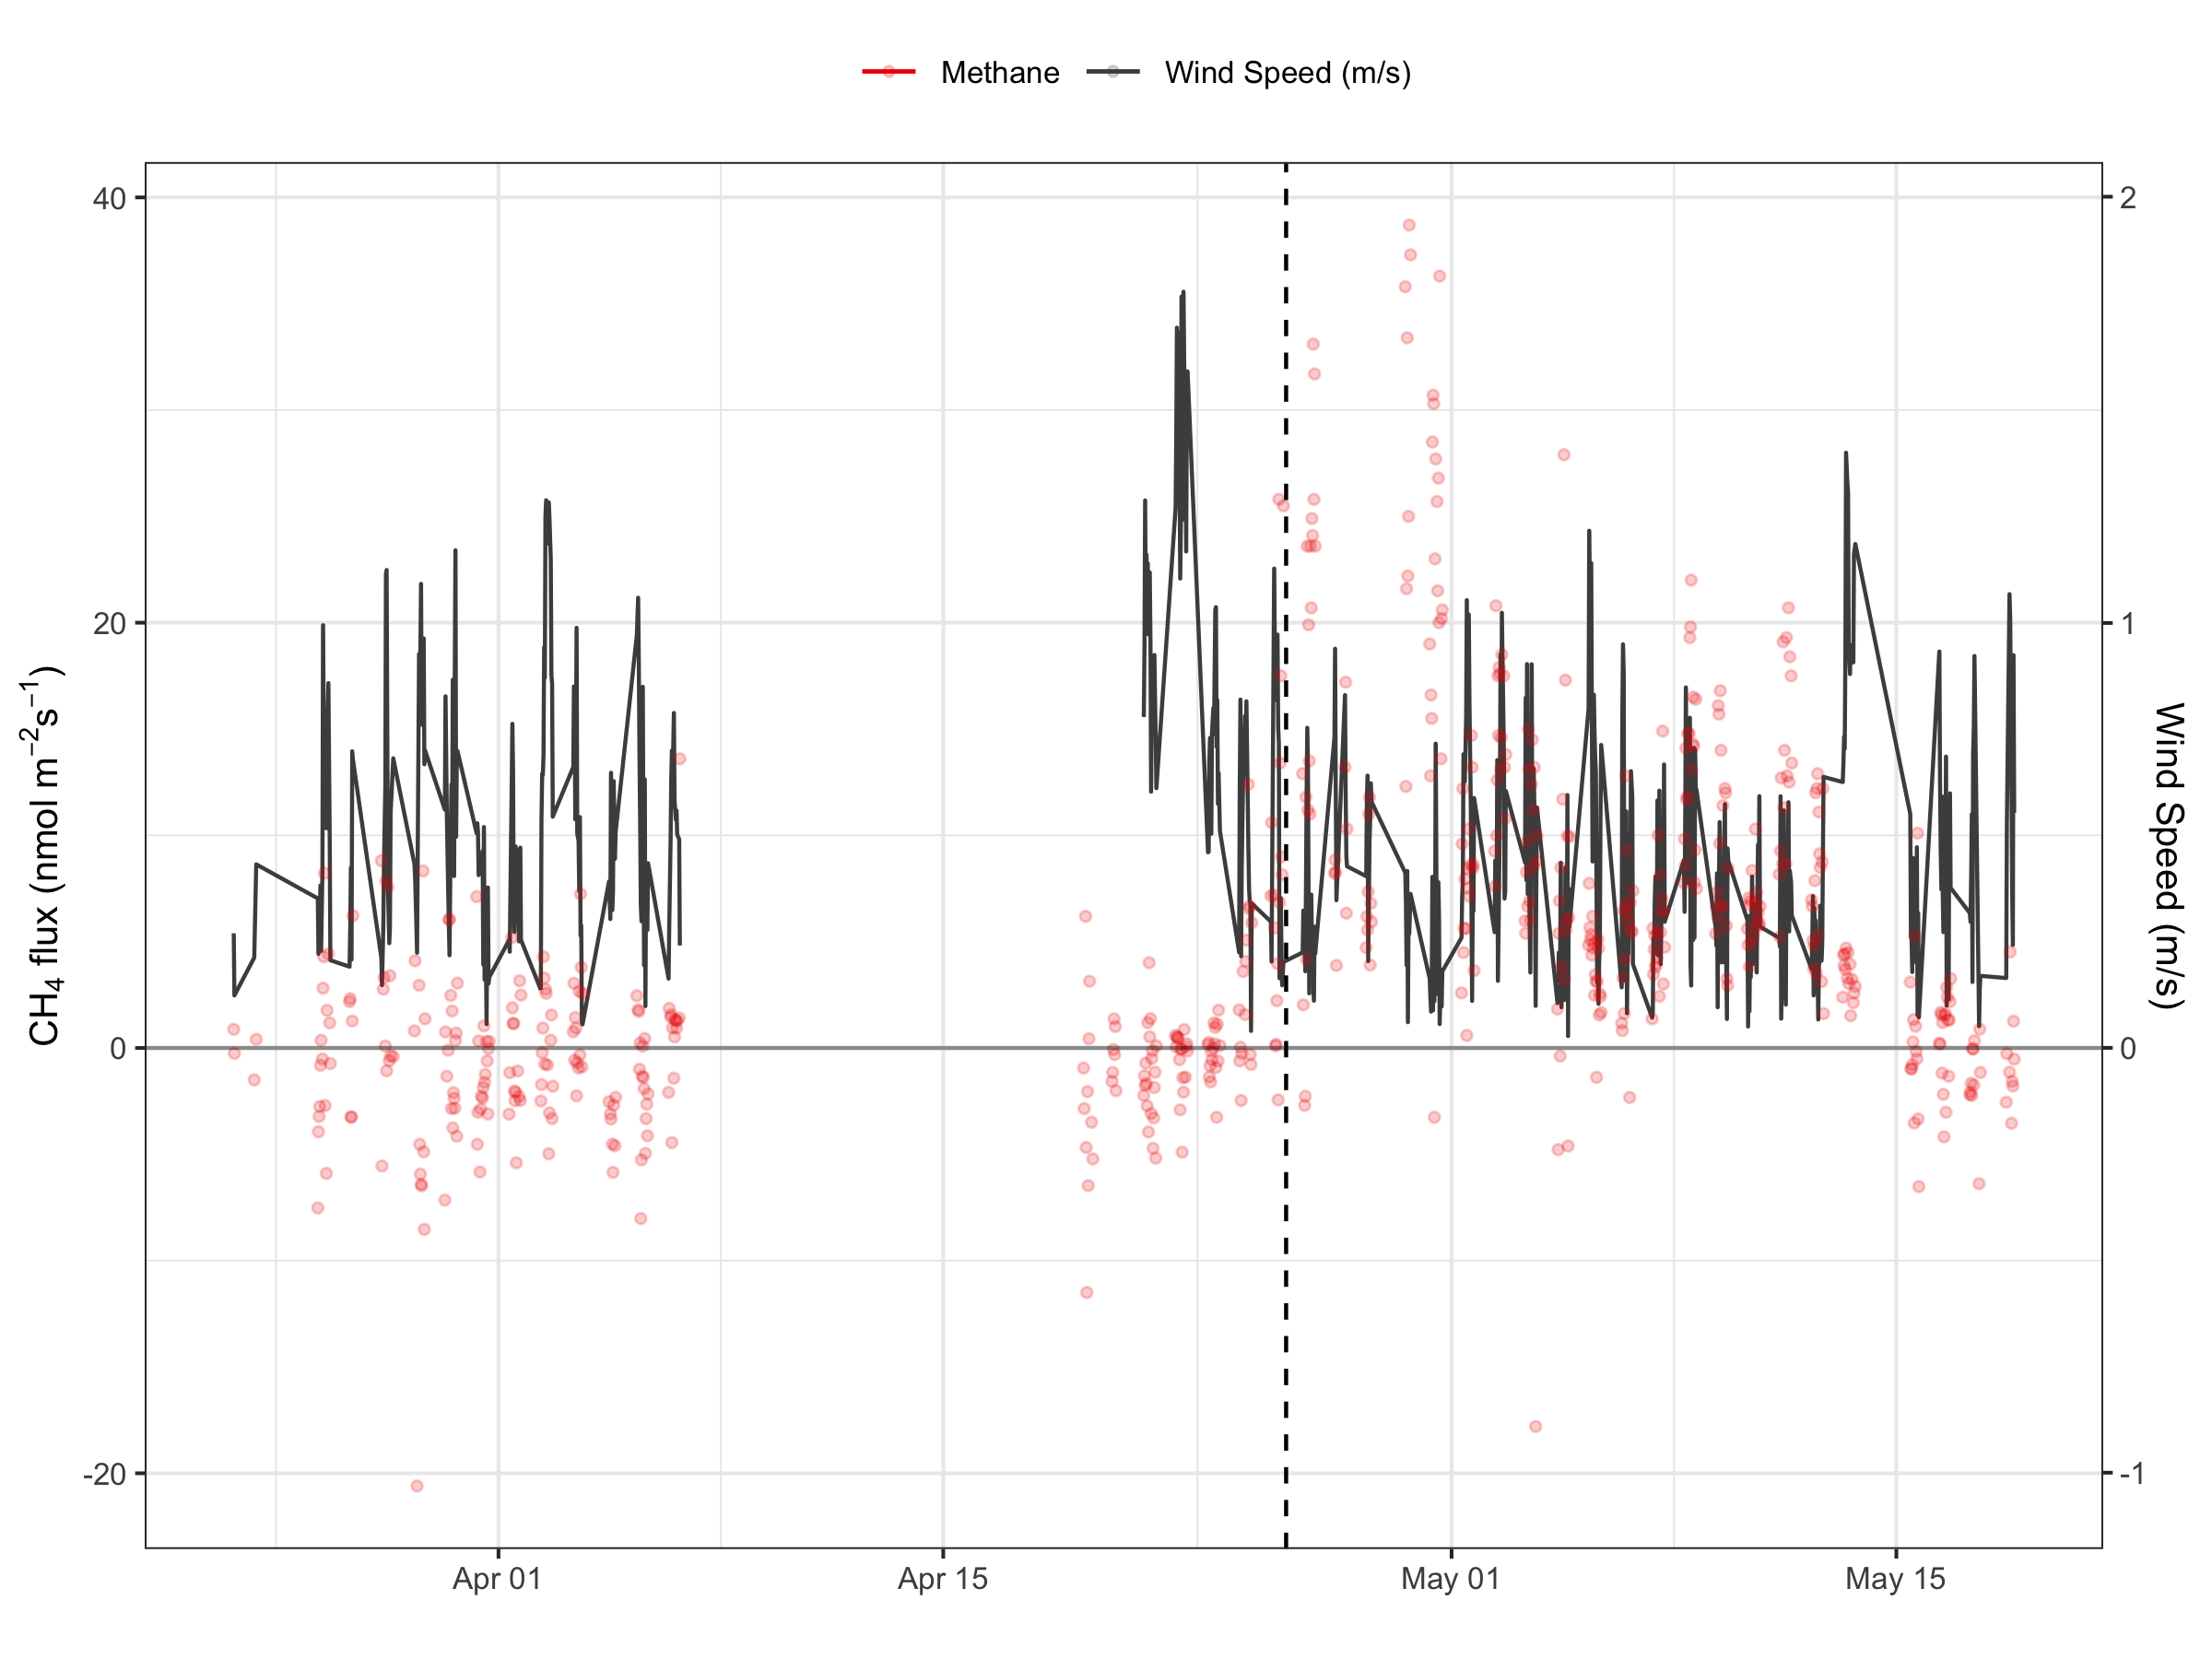 Methane Wind Speed (m/s)
CH₄ flux (nmol m⁻²s⁻¹)
40
20
0
-20
2
1
0
-1
Wind Speed (m/s)
Apr 01 Apr 15 May 01 May 15